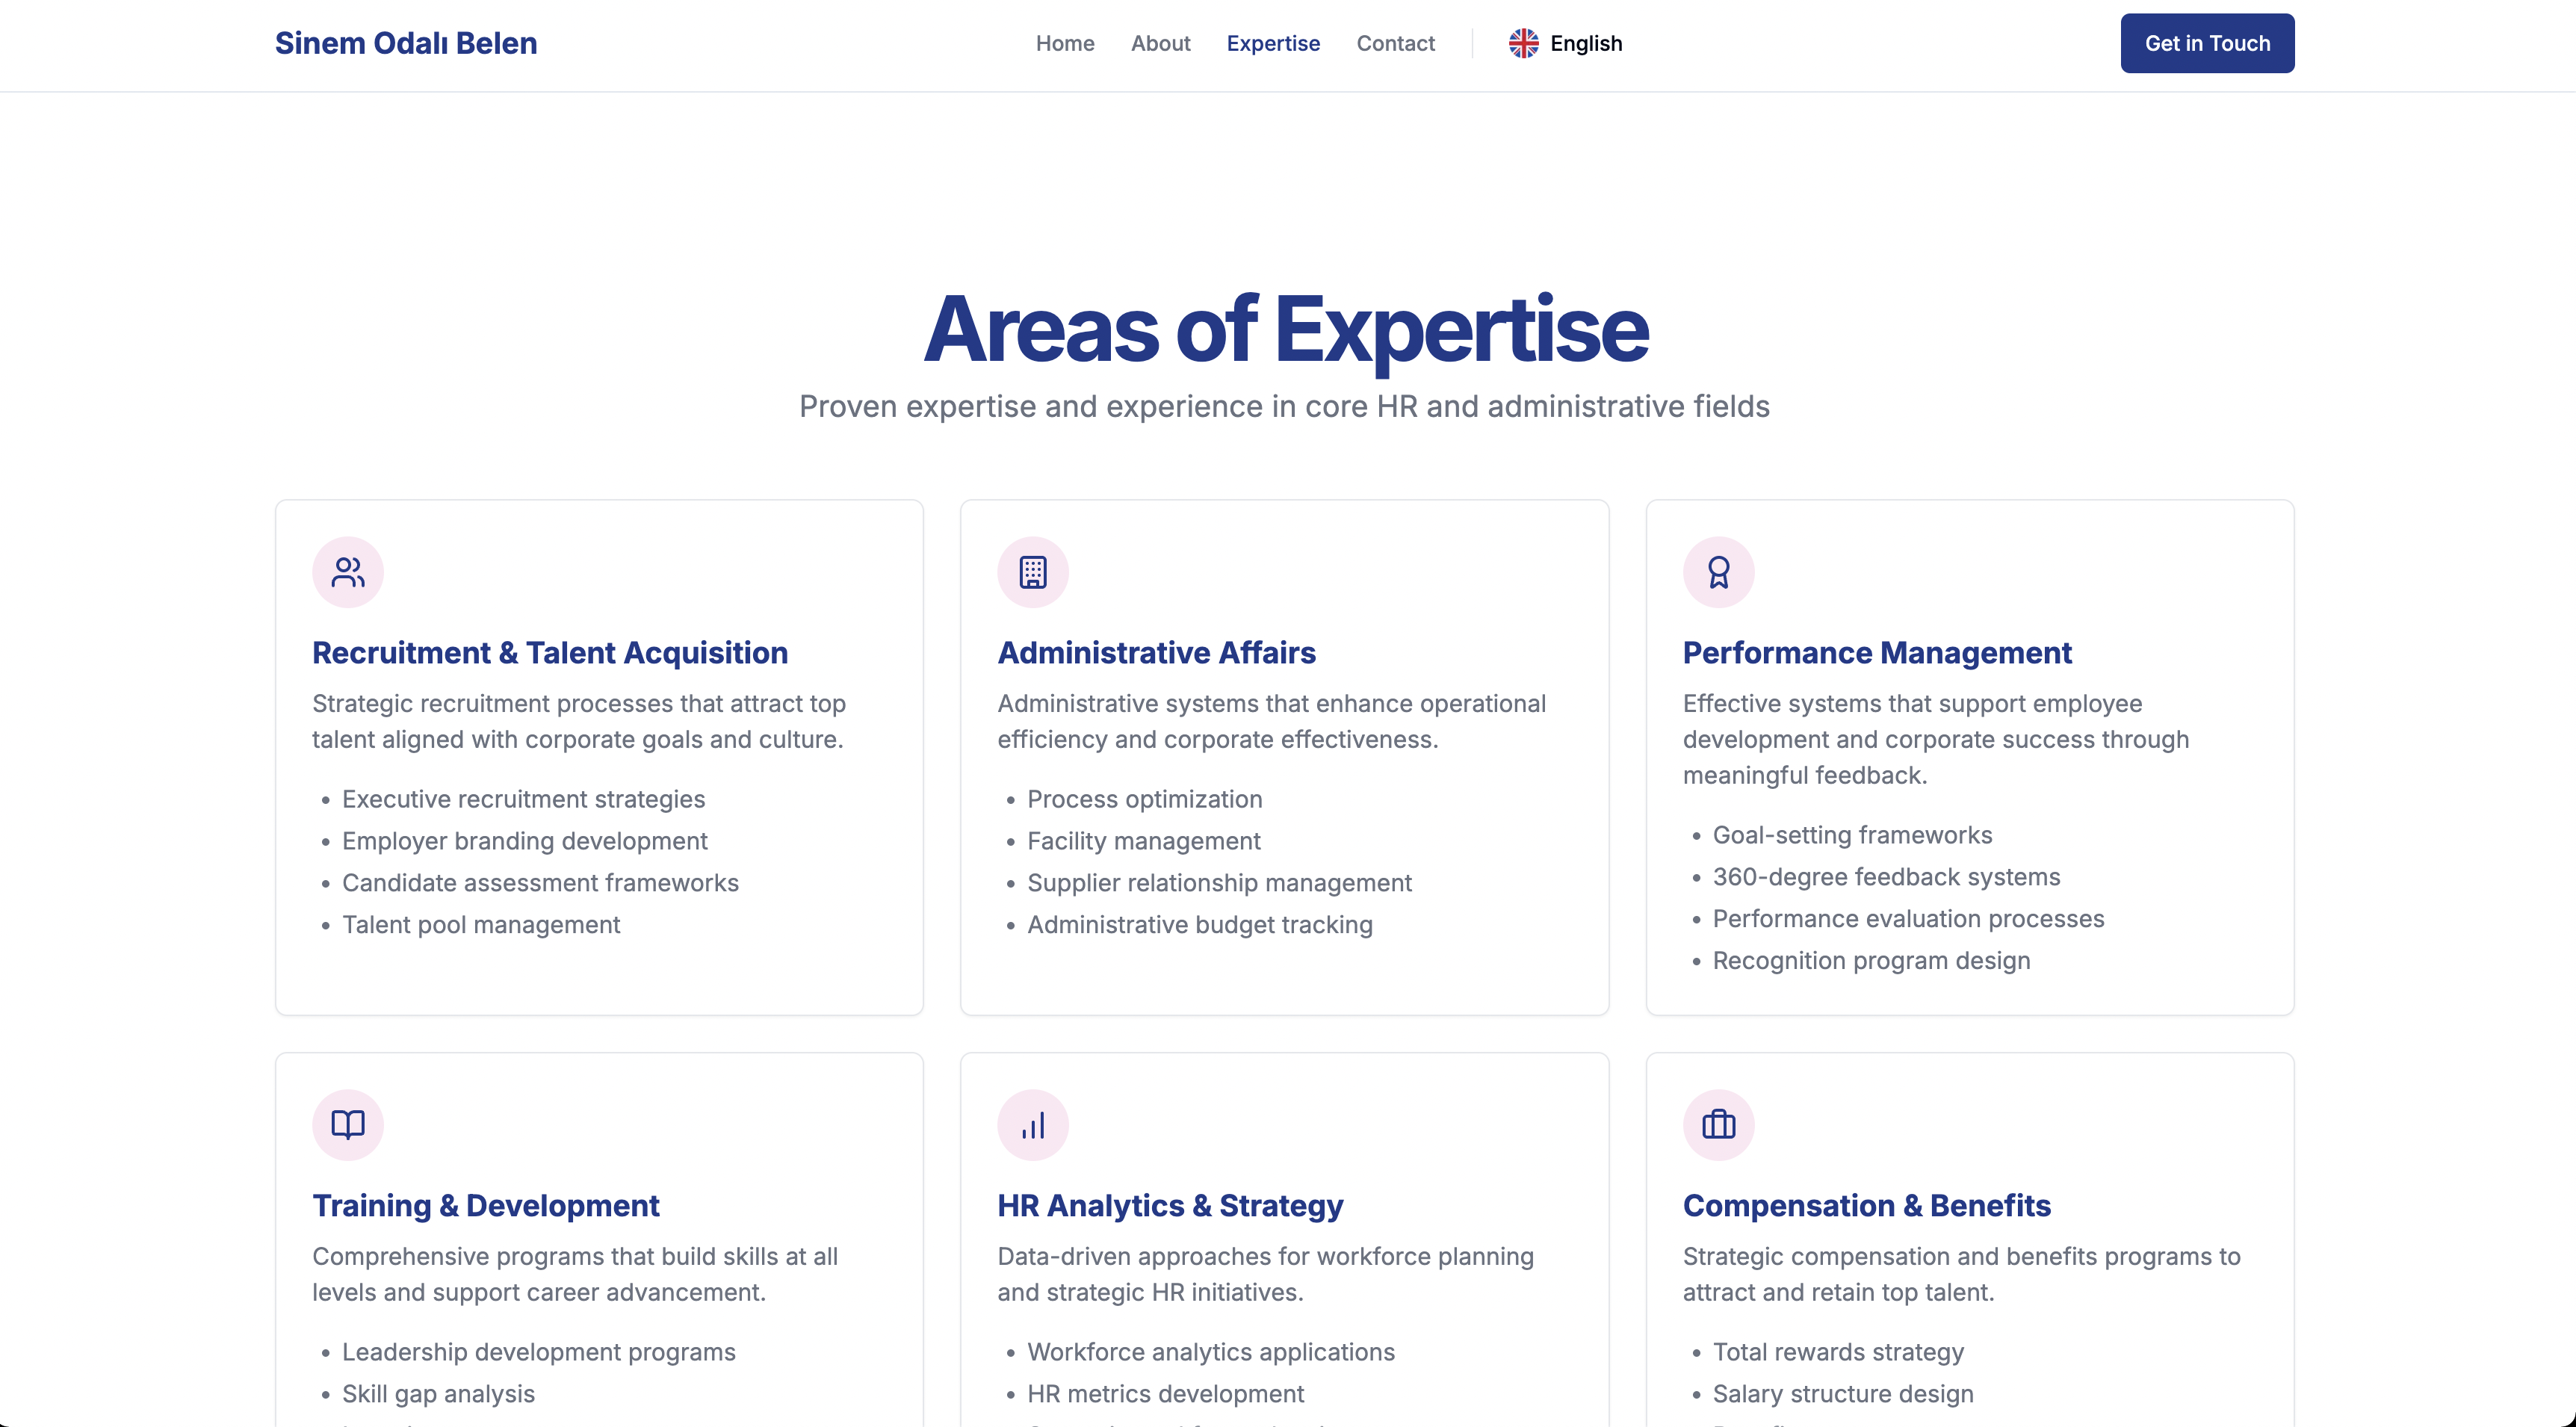 Sinem Odalı Belen
Home
About
Expertise
Contact
English
Get in Touch
Areas of Expertise
Proven expertise and experience in core HR and administrative fields
Recruitment & Talent Acquisition
Strategic recruitment processes that attract top
talent aligned with corporate goals and culture.
• Executive recruitment strategies
• Employer branding development
• Candidate assessment frameworks
• Talent pool management
Administrative Affairs
Administrative systems that enhance operational
efficiency and corporate effectiveness.
• Process optimization
• Facility management
• Supplier relationship management
• Administrative budget tracking
Performance Management
Effective systems that support employee
development and corporate success through
meaningful feedback.
• Goal-setting frameworks
• 360-degree feedback systems
• Performance evaluation processes
• Recognition program design
Training & Development
Comprehensive programs that build skills at all
levels and support career advancement.
• Leadership development programs
• Skill gap analysis
HR Analytics & Strategy
Data-driven approaches for workforce planning
and strategic HR initiatives.
• Workforce analytics applications
• HR metrics development
Compensation & Benefits
Strategic compensation and benefits programs to
attract and retain top talent.
• Total rewards strategy
• Salary structure design